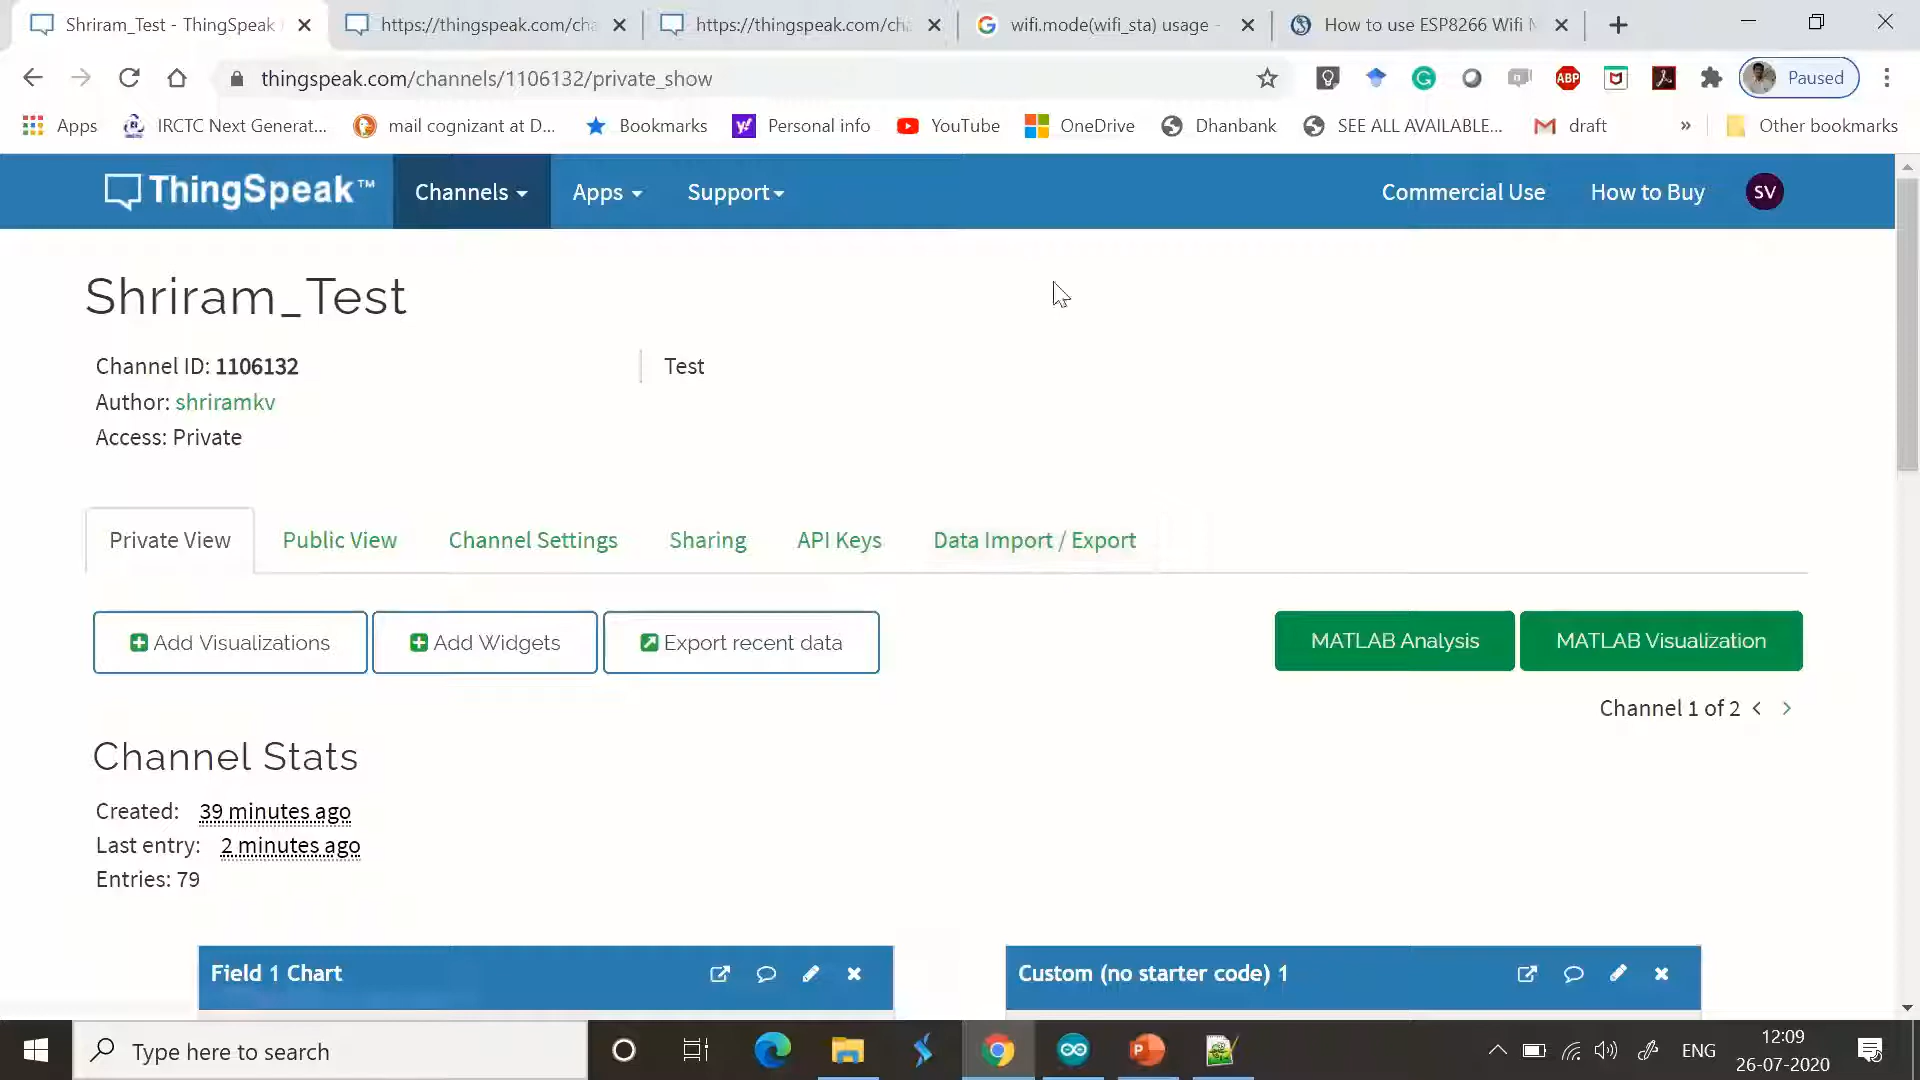 Shriram_Test - ThingSpeak
https://thingspeak.com/cha
https://thingspeak.com/cha
wifi.mode(wifi_sta) usage -
How to use ESP8266 Wifi M
thingspeak.com/channels/1106132/private_show
ABP
Paused
Apps
IRCTC Next Generat...
mail cognizant at D...
Bookmarks
Personal info
YouTube
OneDrive
Dhanbank
SEE ALL AVAILABLE...
draft
»
Other bookmarks
ThingSpeak™
Channels
Apps
Support
Commercial Use
How to Buy
SV
Shriram_Test
Channel ID: 1106132
Test
Author: shriramkv
Access: Private
Private View
Public View
Channel Settings
Sharing
API Keys
Data Import / Export
Add Visualizations
Add Widgets
Export recent data
MATLAB Analysis
MATLAB Visualization
Channel 1 of 2 < >
Channel Stats
Created: 39 minutes ago
Last entry: 2 minutes ago
Entries: 79
Field 1 Chart
Custom (no starter code) 1
Type here to search
ENG
12:09
26-07-2020